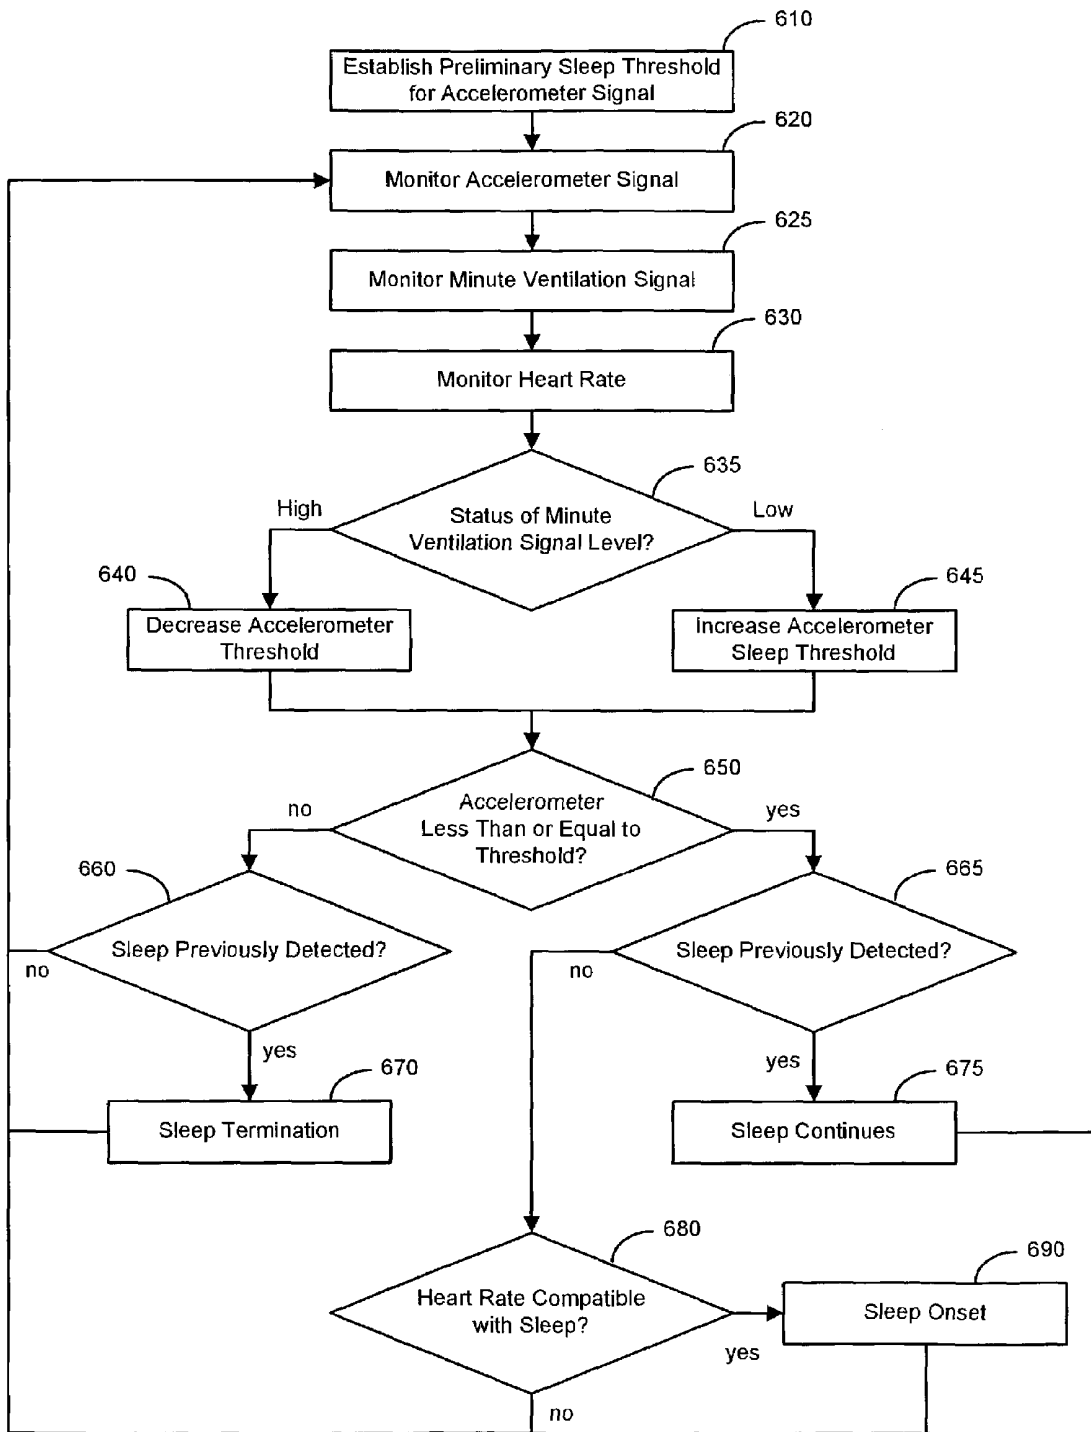 610
Establish Preliminary Sleep Threshold
for Accelerometer Signal
620
Monitor Accelerometer Signal
625
Monitor Minute Ventilation Signal
630
Monitor Heart Rate
635
High
Status of Minute
Ventilation Signal Level?
Low
640
645
Decrease Accelerometer
Threshold
Increase Accelerometer
Sleep Threshold
650
no
Accelerometer
Less Than or Equal to
Threshold?
yes
660
665
Sleep Previously Detected?
no
Sleep Previously Detected?
no
yes
670
yes
675
Sleep Termination
Sleep Continues
680
690
Heart Rate Compatible
with Sleep?
yes
Sleep Onset
no